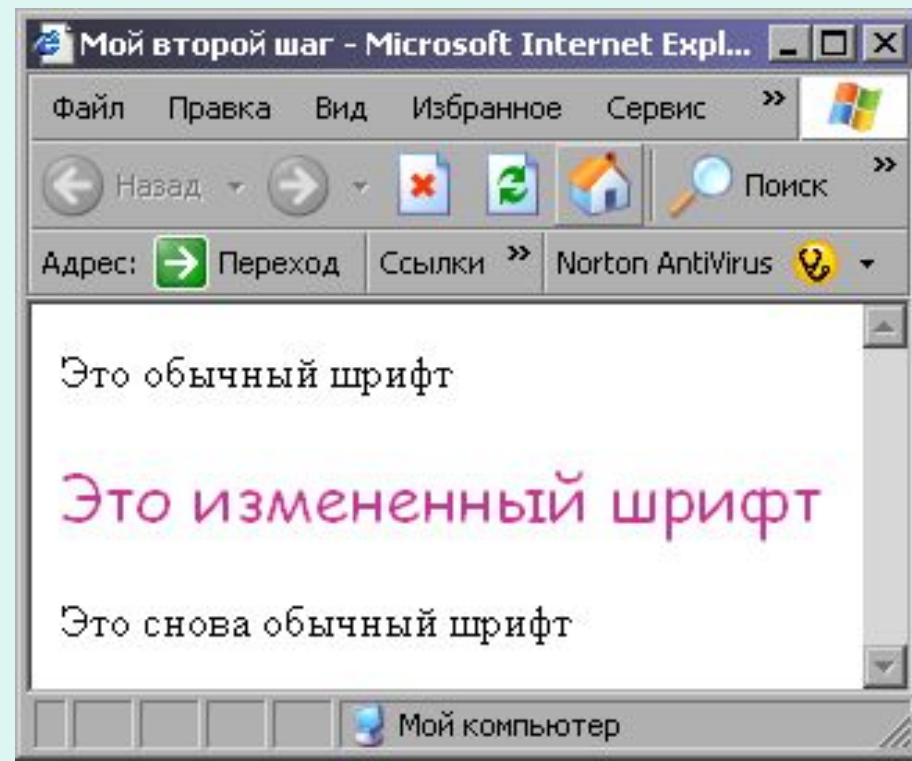 Мой второй шаг - Microsoft Internet Expl...
Файл Правка Вид Избранное Сервис »
Назад Поиск »
Адрес: Переход Ссылки » Norton AntiVirus
Это обычный шрифт
Это измененный шрифт
Это снова обычный шрифт
Мой компьютер